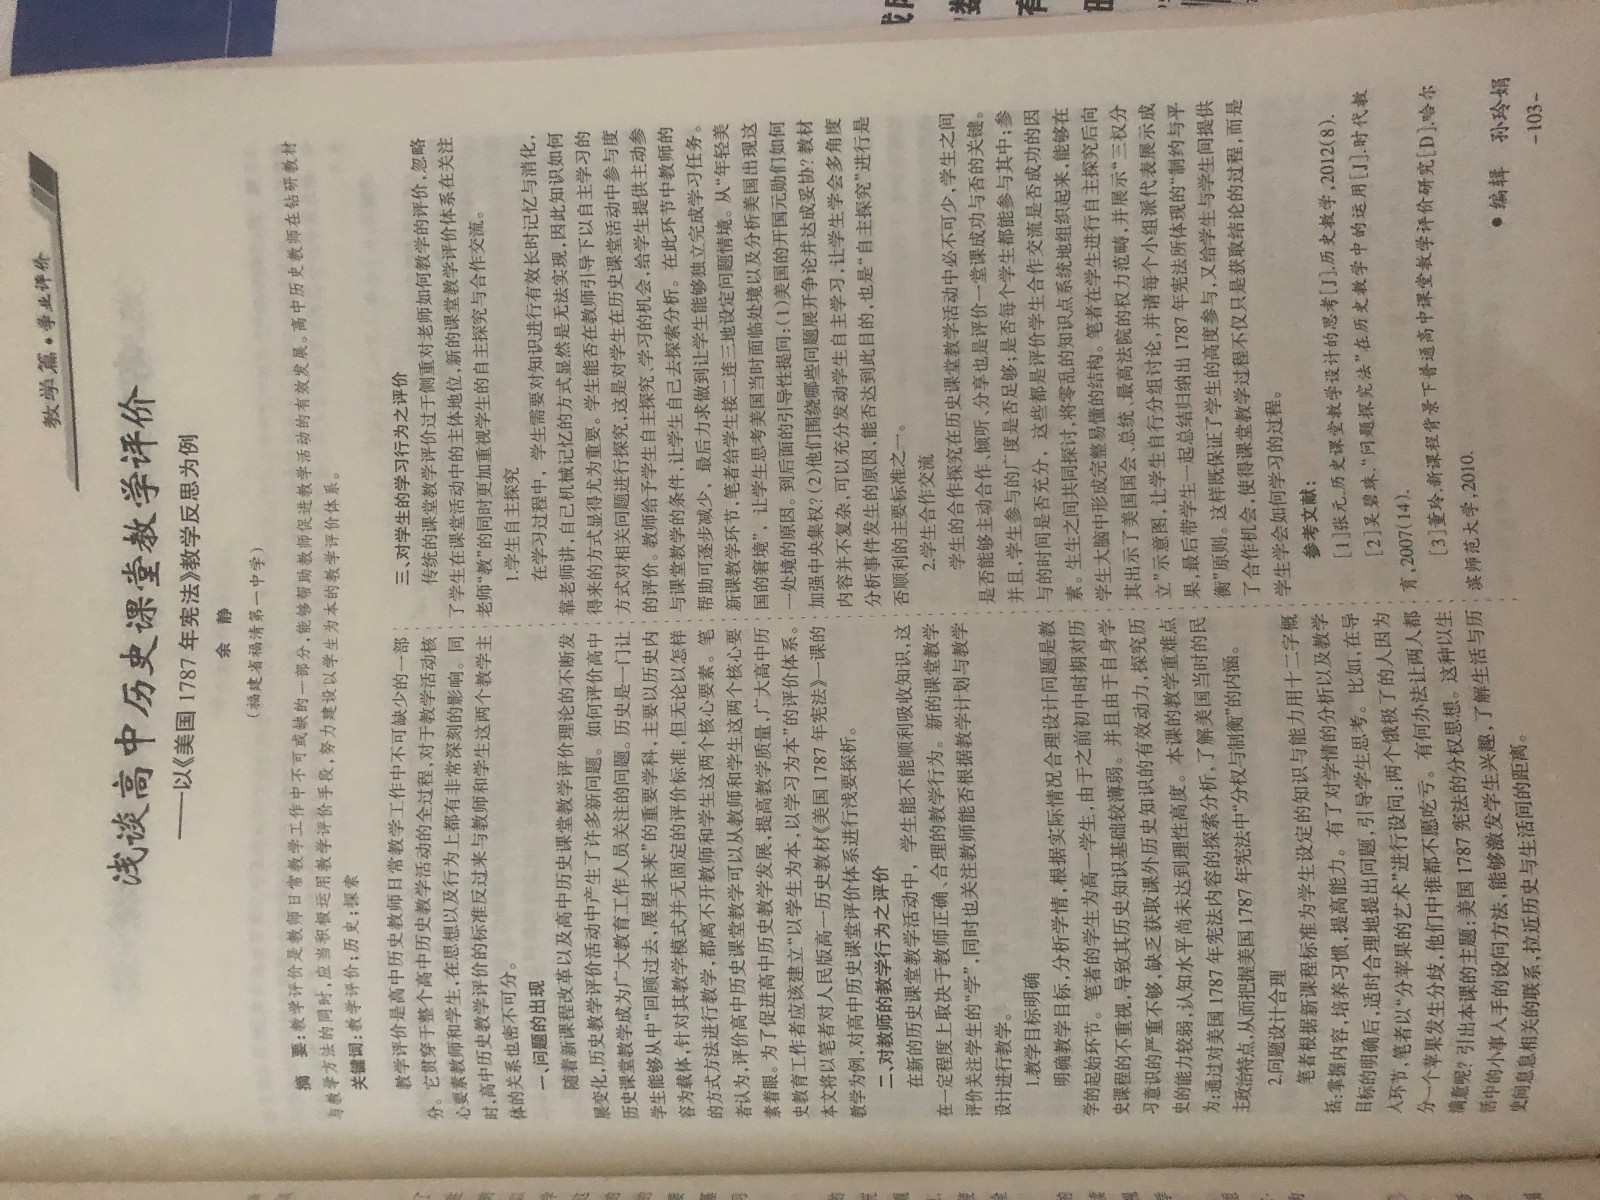 教学篇·学业评价
浅谈高中历史课堂教学评价
——以《美国 1787 年宪法》教学反思为例
余 静
(福建省福清第一中学)
摘 要:教学评价是教师日常教学工作中不可或缺的一部分,能够帮助教师促进教学活动的有效发展。高中历史教师在钻研教材
与教学方法的同时,应当积极运用教学评价手段,努力建设以学生为本的教学评价体系。
关键词:教学评价;历史;探索
教学评价是高中历史教师日常教学工作中不可缺少的一部
分。它贯穿于整个高中历史教学活动的全过程,对于教学活动核
心要素教师和学生,在思想以及行为上都有非常深刻的影响。同
时,高中历史教学评价的标准反过来与教师和学生这两个教学主
体的关系也密不可分。
一、问题的出现
随着新课程改革以及高中历史课堂教学评价理论的不断发
展变化,历史教学评价活动中产生了许多新问题。如何评价高中
历史课堂教学成为广大教育工作人员关注的问题。历史是一门让
学生能够从中“回顾过去,展望未来”的重要学科,主要以历史内
容为载体,针对其教学模式并无固定的评价标准,但无论以怎样
的方式方法进行教学,都离不开教师和学生这两个核心要素。笔
者认为,评价高中历史课堂教学可以从教师和学生这两个核心要
素着眼。为了促进高中历史教学发展,提高教学质量,广大高中历
史教育工作者应该建立“以学生为本,以学习为本”的评价体系。
本文将以笔者对人民版高一历史教材《美国 1787 年宪法》一课的
教学为例,对高中历史课堂评价体系进行浅要探析。
二、对教师的教学行为之评价
在新的历史课堂教学活动中，学生能不能顺利吸收知识,这
在一定程度上取决于教师正确、合理的教学行为。新的课堂教学
评价关注学生的“学”,同时也关注教师能否根据教学计划与教学
设计进行教学。
1.教学目标明确
明确教学目标,分析学情,根据实际情况合理设计问题是教
学的起始环节。笔者的学生为高一学生,由于之前初中时期对历
史课程的不重视,导致其历史知识基础较薄弱。并且由于自身学
习意识的严重不够,缺乏获取课外历史知识的有效动力,探究历
史的能力较弱,认知水平尚未达到理性高度。本课的教学重难点
为:通过对美国 1787 年宪法内容的探索分析,了解美国当时的民
主政治特点,从而把握美国 1787 年宪法中“分权与制衡”的内涵。
2.问题设计合理
笔者根据新课程标准为学生设定的知识与能力用十二字概
括:掌握内容,培养习惯,提高能力。有了对学情的分析以及教学
目标的明确后,适时合理地提出问题,引导学生思考。比如,在导
入环节,笔者以“分苹果的艺术”进行设问:两个饿极了的人因为
分一个苹果发生分歧,他们中谁都不愿吃亏。有何办法让两人都
满意呢?引出本课的主题:美国 1787 宪法的分权思想。这种以生
活中的小事入手的设问方法,能够激发学生兴趣,了解生活与历
史间息息相关的联系,拉近历史与生活间的距离。
三、对学生的学习行为之评价
传统的课堂教学评价过于侧重对老师如何教学的评价,忽略
了学生在课堂活动中的主体地位,新的课堂教学评价体系在关注
老师“教”的同时更加重视学生的自主探究与合作交流。
1.学生自主探究
在学习过程中，学生需要对知识进行有效长时记忆与消化,
靠老师讲,自己机械记忆的方式显然是无法实现,因此知识如何
得来的方式显得尤为重要。学生能否在教师引导下以自主学习的
方式对相关问题进行探究,这是对学生在历史课堂活动中参与度
的评价。教师给予学生自主探究、学习的机会,给学生提供主动参
与课堂教学的条件,让学生自己去探索分析。在此环节中教师的
帮助可逐步减少，最后力求做到让学生能够独立完成学习任务。
新课教学环节,笔者给学生接二连三地设定问题情境。从“年轻美
国的窘境”，让学生思考美国当时面临处境以及分析美国出现这
一处境的原因。到后面的引导性提问:(1)美国的开国元勋们如何
加强中央集权?(2)他们围绕哪些问题展开争论并达成妥协?教材
内容并不复杂,可以充分发动学生自主学习,让学生学会多角度
分析事件发生的原因,能否达到此目的,也是“自主探究”进行是
否顺利的主要标准之一。
2.学生合作交流
学生的合作探究在历史课堂教学活动中必不可少,学生之间
是否能够主动合作,倾听、分享也是评价一堂课成功与否的关键。
并且,学生参与的广度是否足够;是否每个学生都能参与其中;参
与的时间是否充分，这些都是评价学生合作交流是否成功的因
素。生生之间共同探讨,将零乱的知识点系统地组织起来,能够在
学生大脑中形成完整易懂的结构。笔者在学生进行自主探究后向
其出示了美国国会、总统、最高法院的权力范畴,并展示“三权分
立”示意图,让学生自行分组讨论,并请每个小组派代表展示成
果,最后带学生一起总结归纳出 1787 年宪法所体现的“制约与平
衡”原则。这样既保证了学生的高度参与,又给学生与学生间提供
了合作机会,使得课堂教学过程不仅只是获取结论的过程,而是
学生学会如何学习的过程。
参考文献:
[1]张元.历史课堂教学设计的思考[J].历史教学,2012(8).
[2]吴碧珠.“问题探究法”在历史教学中的运用[J].时代教
育,2007(14).
[3]董玲.新课程背景下普通高中课堂教学评价研究[D].哈尔
滨师范大学,2010.
•编辑 孙玲娟
-103-